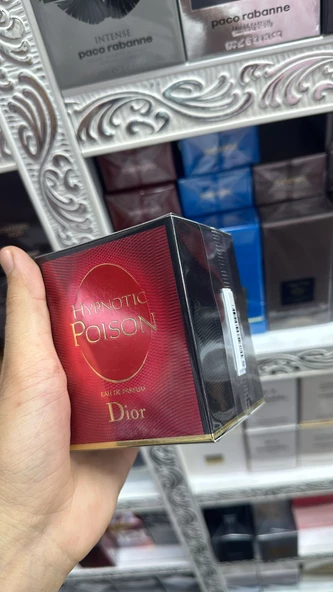 INTENSE
paco rabanne
paco rabanne
HYPNOTIC
POISON
EAU DE PARFUM
Dior